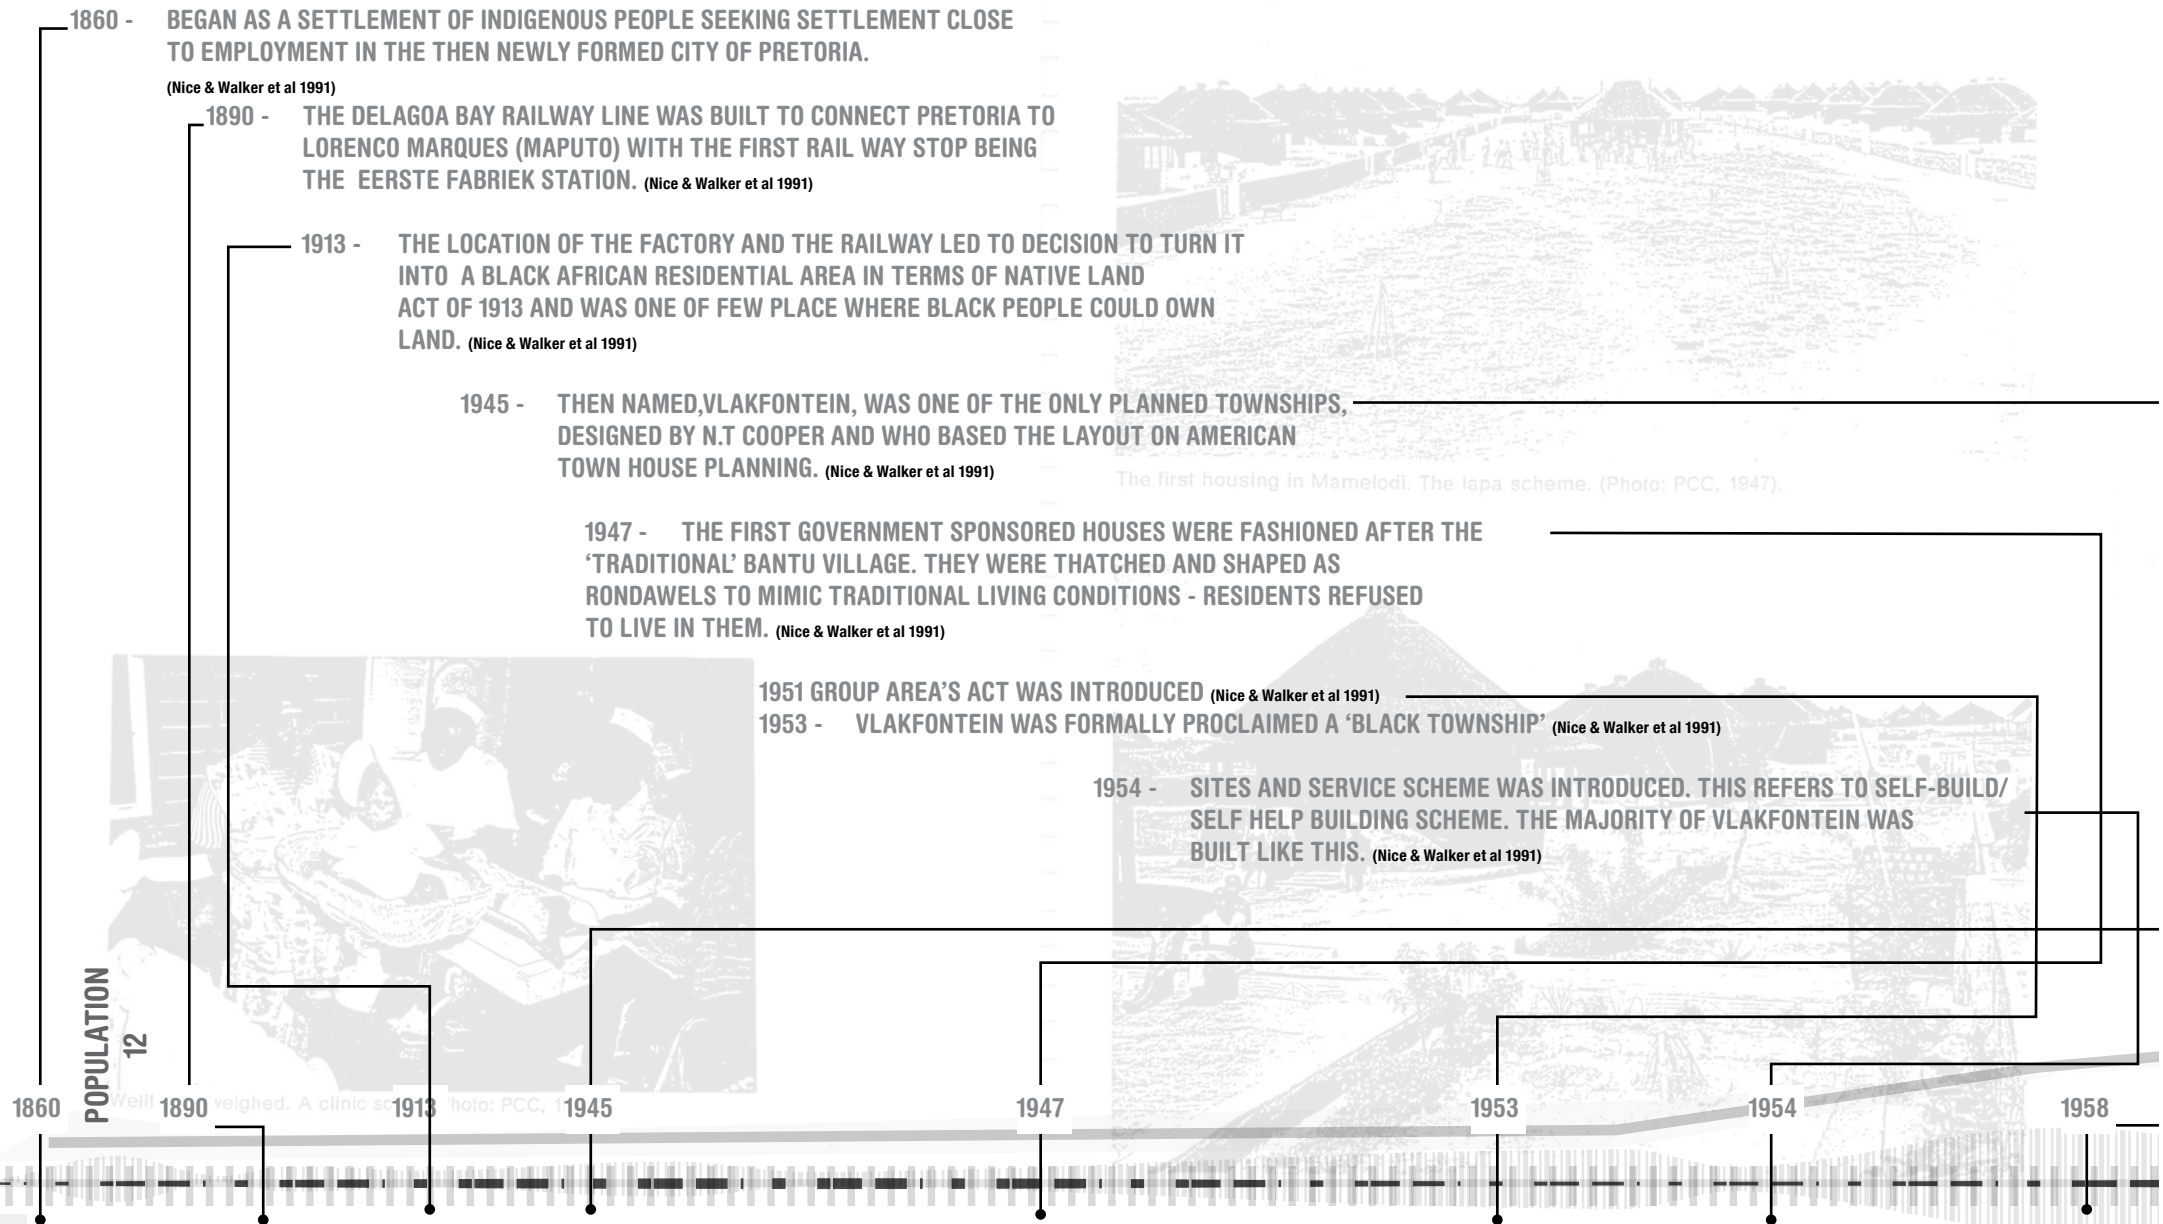 1860 - BEGAN AS A SETTLEMENT OF INDIGENOUS PEOPLE SEEKING SETTLEMENT CLOSE
TO EMPLOYMENT IN THE THEN NEWLY FORMED CITY OF PRETORIA.
(Nice & Walker et al 1991)
1890 - THE DELAGOA BAY RAILWAY LINE WAS BUILT TO CONNECT PRETORIA TO
LORENCO MARQUES (MAPUTO) WITH THE FIRST RAIL WAY STOP BEING
THE EERSTE FABRIEK STATION. (Nice & Walker et al 1991)
1913 - THE LOCATION OF THE FACTORY AND THE RAILWAY LED TO DECISION TO TURN IT
INTO A BLACK AFRICAN RESIDENTIAL AREA IN TERMS OF NATIVE LAND
ACT OF 1913 AND WAS ONE OF FEW PLACE WHERE BLACK PEOPLE COULD OWN
LAND. (Nice & Walker et al 1991)
1945 - THEN NAMED,VLAKFONTEIN, WAS ONE OF THE ONLY PLANNED TOWNSHIPS,
DESIGNED BY N.T COOPER AND WHO BASED THE LAYOUT ON AMERICAN
TOWN HOUSE PLANNING. (Nice & Walker et al 1991)
The first housing in Mamelodi. The lapa scheme. (Photo: PCC, 1947).
1947 - THE FIRST GOVERNMENT SPONSORED HOUSES WERE FASHIONED AFTER THE
‘TRADITIONAL’ BANTU VILLAGE. THEY WERE THATCHED AND SHAPED AS
RONDAWELS TO MIMIC TRADITIONAL LIVING CONDITIONS - RESIDENTS REFUSED
TO LIVE IN THEM. (Nice & Walker et al 1991)
1951 GROUP AREA’S ACT WAS INTRODUCED (Nice & Walker et al 1991)
1953 - VLAKFONTEIN WAS FORMALLY PROCLAIMED A ‘BLACK TOWNSHIP’ (Nice & Walker et al 1991)
1954 - SITES AND SERVICE SCHEME WAS INTRODUCED. THIS REFERS TO SELF-BUILD/
SELF HELP BUILDING SCHEME. THE MAJORITY OF VLAKFONTEIN WAS
BUILT LIKE THIS. (Nice & Walker et al 1991)
POPULATION
12
weighed. A clinic PCC,
1860 1890 1913 1945 1947 1953 1954 1958